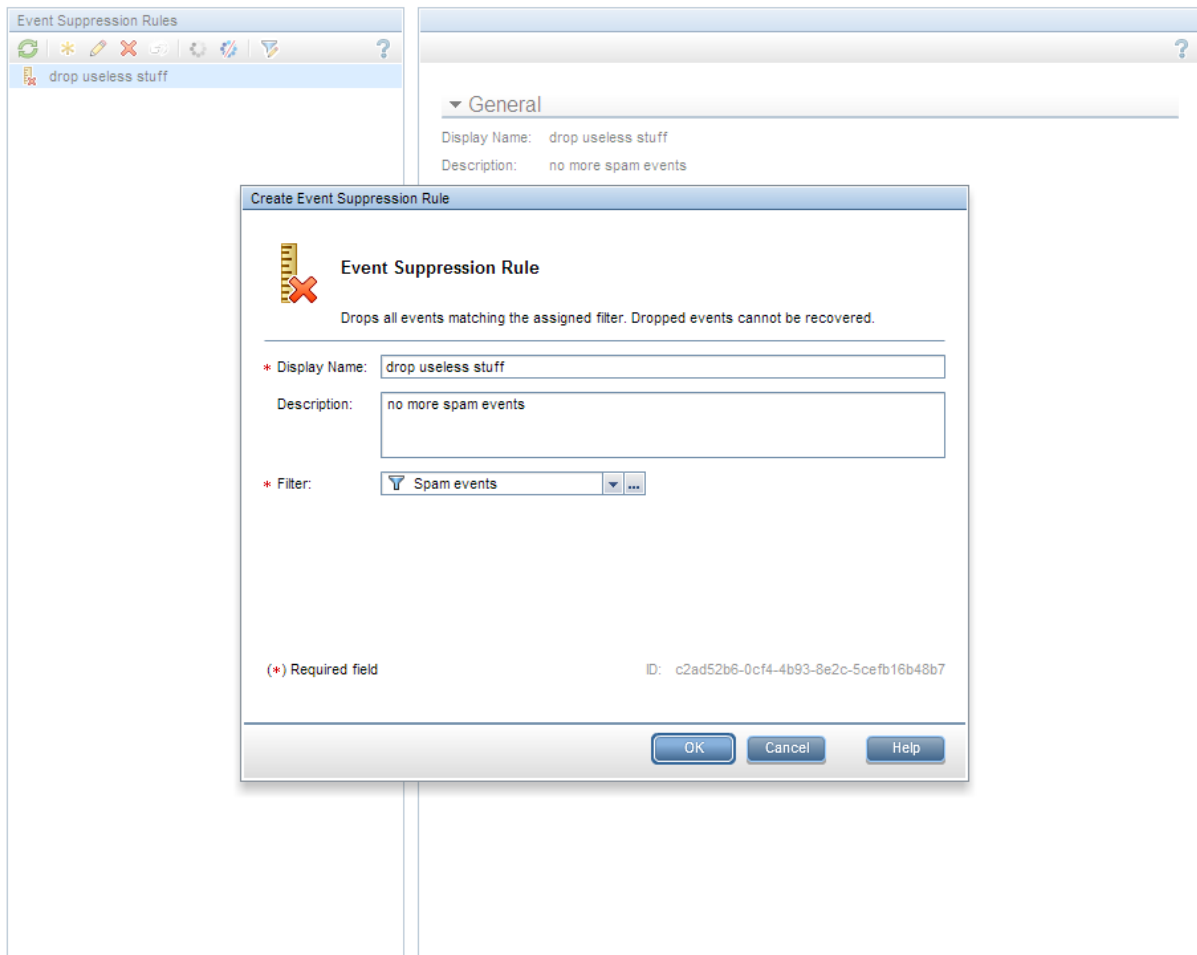 Event Suppression Rules
?
?
drop useless stuff
General
Display Name: drop useless stuff
Description: no more spam events
Create Event Suppression Rule
Event Suppression Rule
Drops all events matching the assigned filter. Dropped events cannot be recovered.
* Display Name: drop useless stuff
Description: no more spam events
* Filter: Spam events ...
(*) Required field ID: c2ad52b6-0cf4-4b93-8e2c-5cefb16b48b7
OK Cancel Help